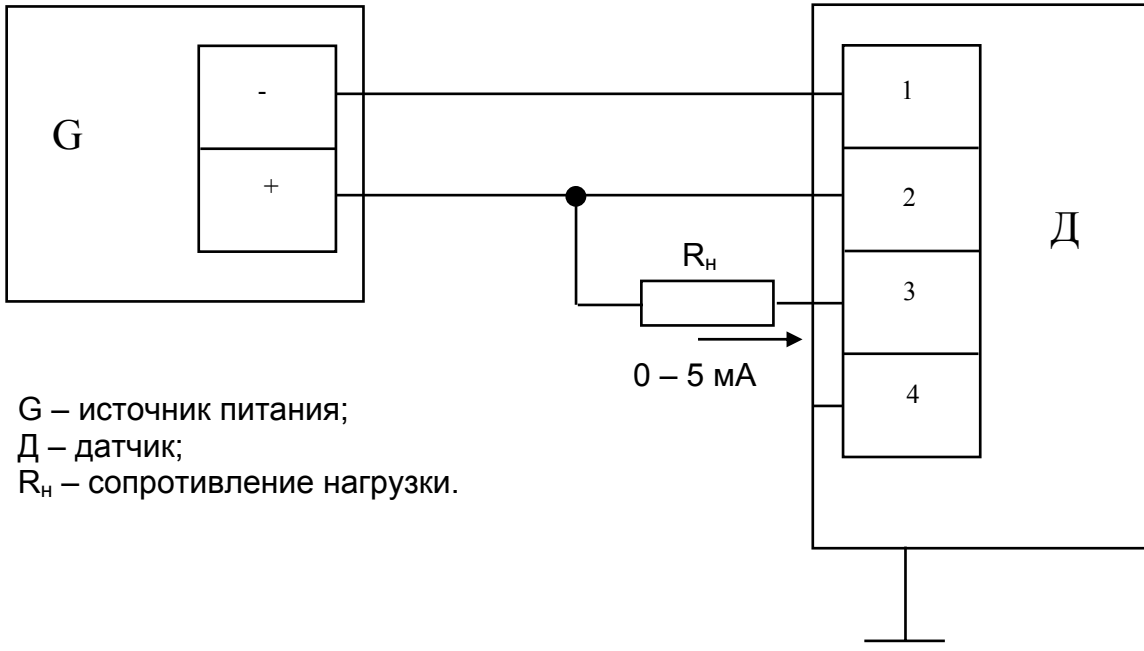 G
-
+
1
2
3
4
Д
Rн
0 – 5 мА
G – источник питания;
Д – датчик;
Rн – сопротивление нагрузки.